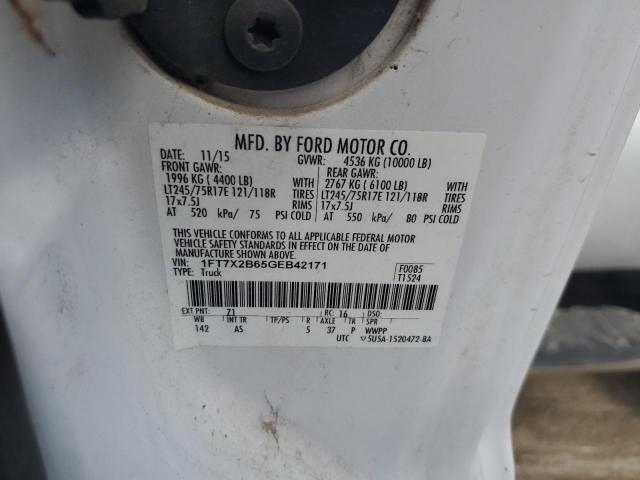 MFD. BY FORD MOTOR CO.
DATE: 11/15 GVWR: 4536 KG (10000 LB)
FRONT GAWR: REAR GAWR:
1996 KG ( 4400 LB) WITH 2767 KG ( 6100 LB) WITH
LT245/75R17E 121/118R TIRES LT245/75R17E 121/118R TIRES
17x7.5J RIMS 17x7.5J RIMS
AT 520 kPa/ 75 PSI COLD AT 550 kPa/ 80 PSI COLD
THIS VEHICLE CONFORMS TO ALL APPLICABLE FEDERAL MOTOR
VEHICLE SAFETY STANDARDS IN EFFECT ON THE DATE OF
MANUFACTURE SHOWN ABOVE.
VIN: 1FT7X2B65GEB42171 F0085
TYPE: Truck T1524
EXT PNT: Z1 RC: 16 DSO:
WB INT TR TP/PS R AXLE TR SPR
142 AS 5 37 P WWPP
UTC ▽5U5A-1520472-BA